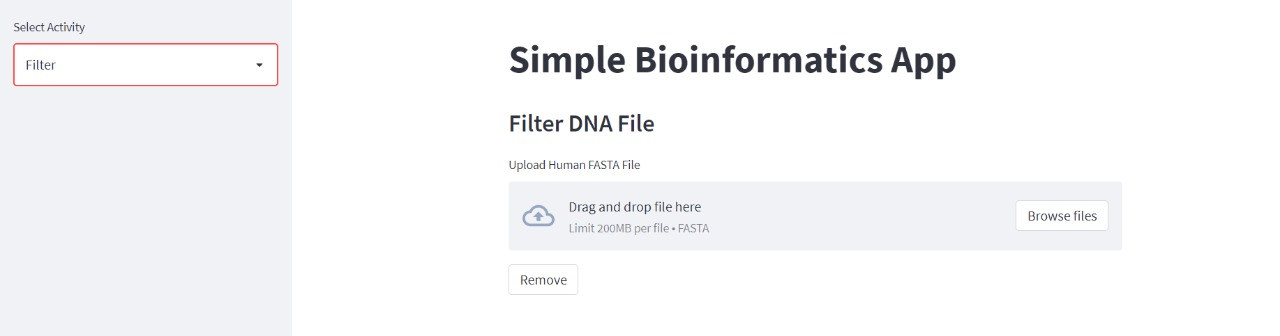 Select Activity
Filter
Simple Bioinformatics App
Filter DNA File
Upload Human FASTA File
Drag and drop file here
Limit 200MB per file • FASTA
Browse files
Remove